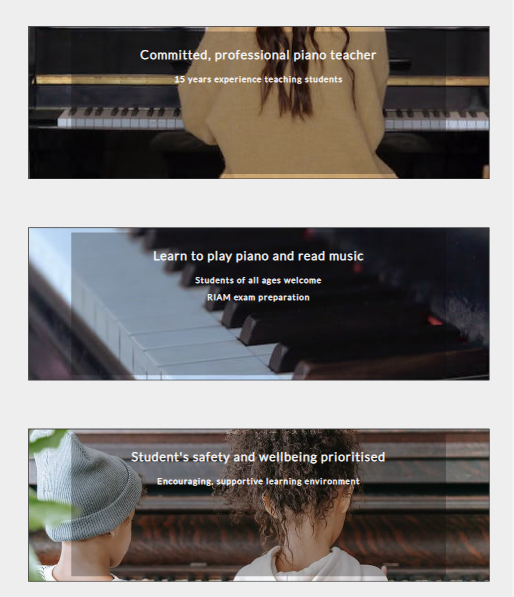 Committed, professional piano teacher
15 years experience teaching students
Learn to play piano and read music
Students of all ages welcome
RIAM exam preparation
Student's safety and wellbeing prioritised
Encouraging, supportive learning environment